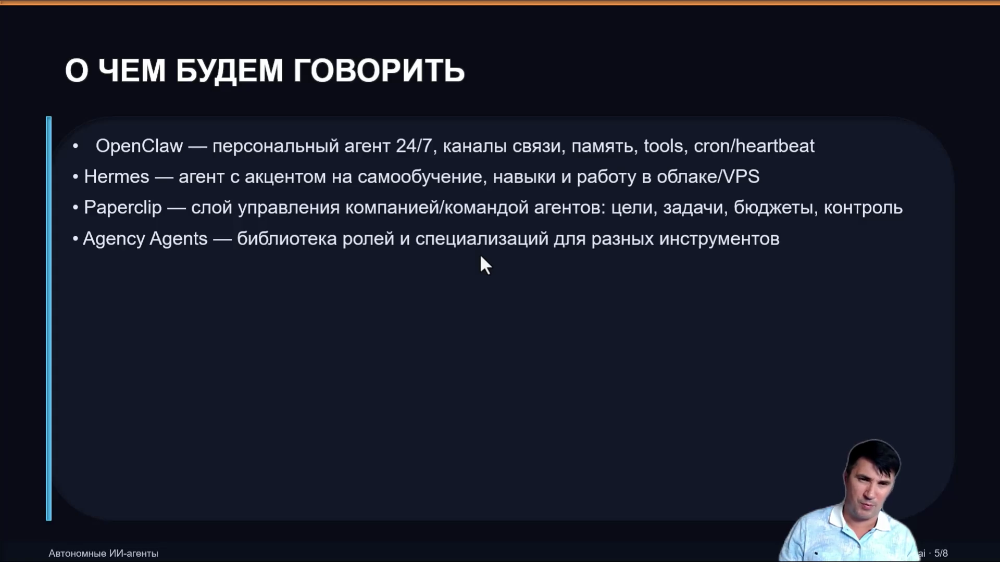 О ЧЕМ БУДЕМ ГОВОРИТЬ
• OpenClaw — персональный агент 24/7, каналы связи, память, tools, cron/heartbeat
• Hermes — агент с акцентом на самообучение, навыки и работу в облаке/VPS
• Paperclip — слой управления компанией/командой агентов: цели, задачи, бюджеты, контроль
• Agency Agents — библиотека ролей и специализаций для разных инструментов
Автономные ИИ-агенты
ai · 5/8